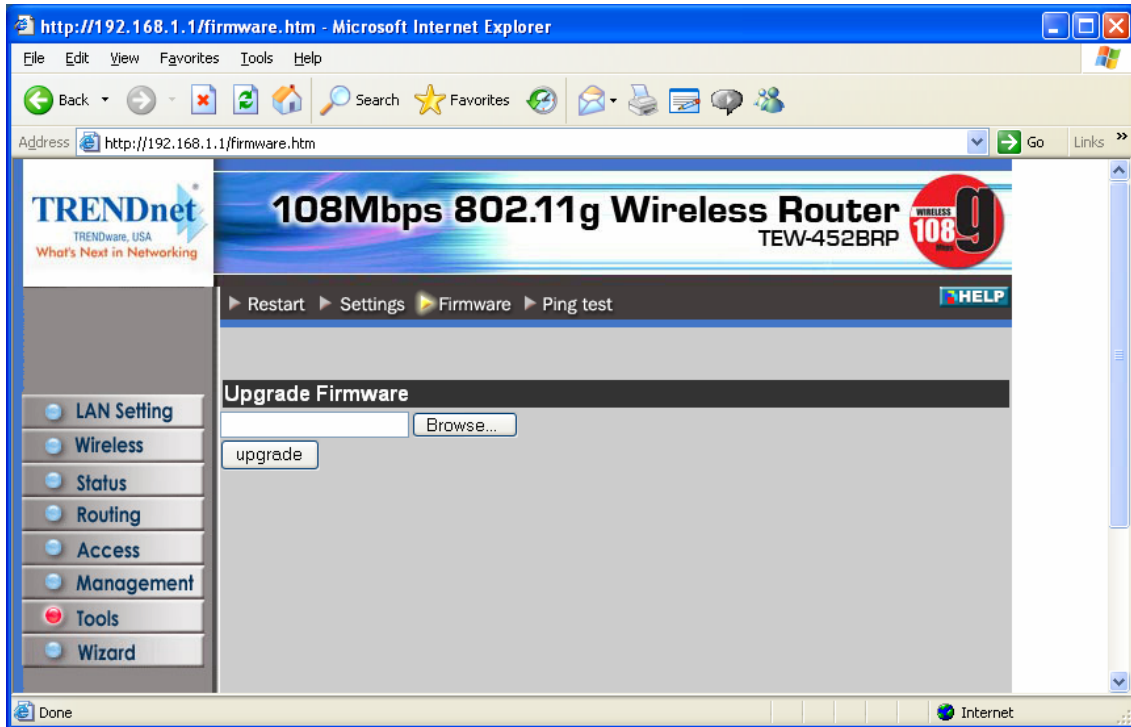 http://192.168.1.1/firmware.htm - Microsoft Internet Explorer
File Edit View Favorites Tools Help
Back Search Favorites
Address http://192.168.1.1/firmware.htm Go Links »
TRENDnet
TRENDware, USA
What's Next in Networking
108Mbps 802.11g Wireless Router
TEW-452BRP
WIRELESS
108
Mbps
g
Restart Settings Firmware Ping test
HELP
Upgrade Firmware
Browse...
upgrade
LAN Setting
Wireless
Status
Routing
Access
Management
Tools
Wizard
Done Internet